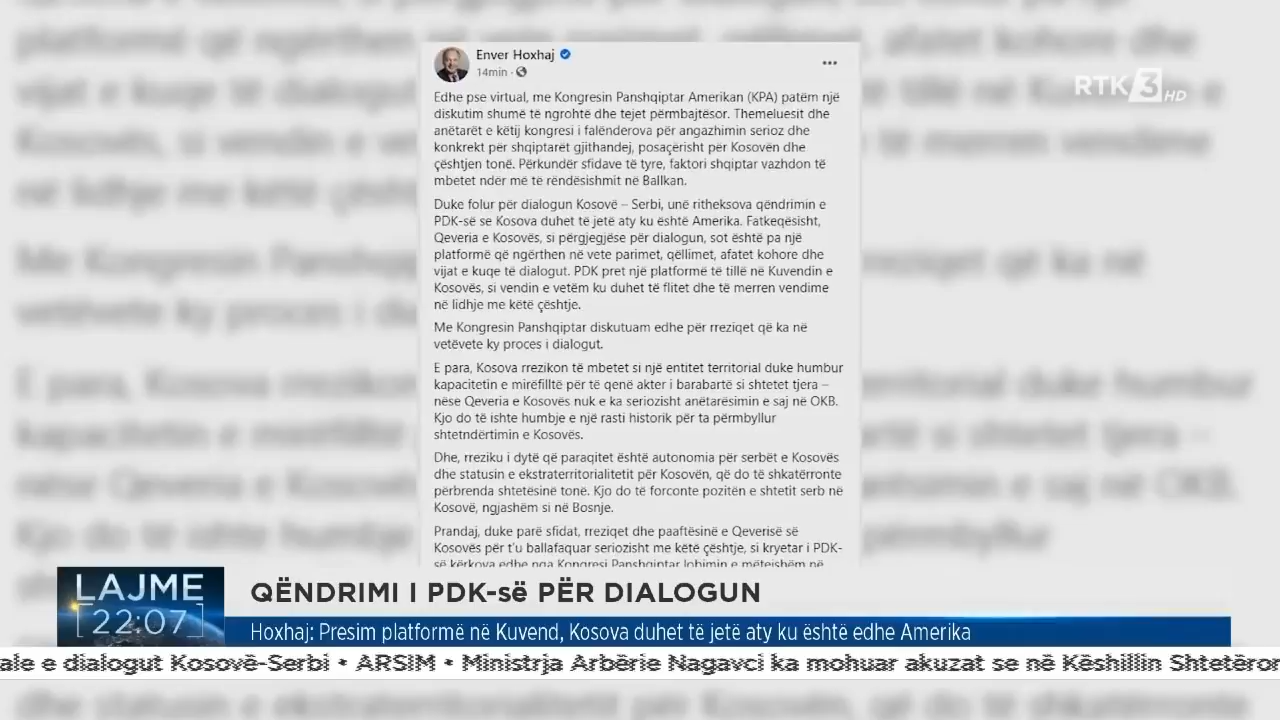 Enver Hoxhaj
14min ·
RTK 3 HD
Edhe pse virtual, me Kongresin Panshqiptar Amerikan (KPA) patëm një
diskutim shumë të ngrohtë dhe tejet përmbajtësor. Themeluesit dhe
anëtarët e këtij kongresi i falënderova për angazhimin serioz dhe
konkret për shqiptarët gjithandej, posaçërisht për Kosovën dhe
çështjen tonë. Përkundër sfidave të tyre, faktori shqiptar vazhdon të
mbetet ndër më të rëndësishmit në Ballkan.
Duke folur për dialogun Kosovë – Serbi, unë ritheksova qëndrimin e
PDK-së se Kosova duhet të jetë aty ku është Amerika. Fatkeqësisht,
Qeveria e Kosovës, si përgjegjëse për dialogun, sot është pa një
platformë që ngërthen në vete parimet, qëllimet, afatet kohore dhe
vijat e kuqe të dialogut. PDK pret një platformë të tillë në Kuvendin e
Kosovës, si vendin e vetëm ku duhet të flitet dhe të merren vendime
në lidhje me këtë çështje.
Me Kongresin Panshqiptar diskutuam edhe për rreziqet që ka në
vetëvete ky proces i dialogut.
E para, Kosova rrezikon të mbetet si një entitet territorial duke humbur
kapacitetin e mirëfilltë për të qenë akter i barabartë si shtetet tjera –
nëse Qeveria e Kosovës nuk e ka seriozisht anëtarësimin e saj në OKB.
Kjo do të ishte humbje e një rasti historik për ta përmbyllur
shtetndërtimin e Kosovës.
Dhe, rreziku i dytë që paraqitet është autonomia për serbët e Kosovës
dhe statusin e ekstraterritorialitetit për Kosovën, që do të shkatërronte
përbrenda shtetësinë tonë. Kjo do të forconte pozitën e shtetit serb në
Kosovë, ngjashëm si në Bosnje.
Prandaj, duke parë sfidat, rreziqet dhe paaftësinë e Qeverisë së
Kosovës për t'u ballafaquar seriozisht me këtë çështje, si kryetar i PDK-
së kërkova edhe nga Kongresi Panshqiptar lobimin e mëtejshëm në
LAJME
22:07
QËNDRIMI I PDK-së PËR DIALOGUN
Hoxhaj: Presim platformë në Kuvend, Kosova duhet të jetë aty ku është edhe Amerika
ale e dialogut Kosovë-Serbi • ARSIM • Ministrja Arbërie Nagavci ka mohuar akuzat se në Këshillin Shtetëror